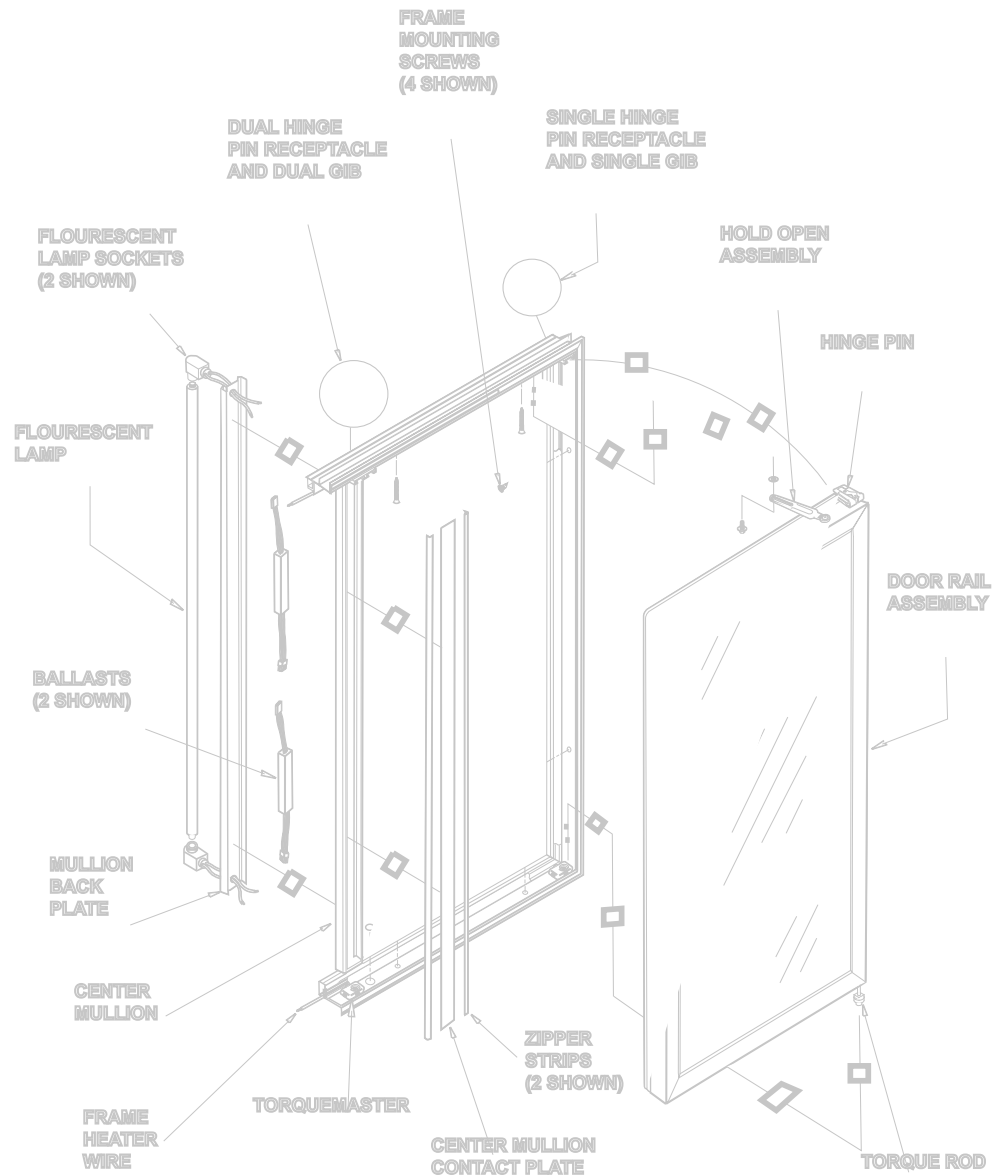 FRAME
MOUNTING
SCREWS
(4 SHOWN)
SINGLE HINGE
PIN RECEPTACLE
AND SINGLE GIB
DUAL HINGE
PIN RECEPTACLE
AND DUAL GIB
FLOURESCENT
LAMP SOCKETS
(2 SHOWN)
HOLD OPEN
ASSEMBLY
HINGE PIN
FLOURESCENT
LAMP
DOOR RAIL
ASSEMBLY
BALLASTS
(2 SHOWN)
MULLION
BACK
PLATE
CENTER
MULLION
ZIPPER
STRIPS
(2 SHOWN)
TORQUEMASTER
FRAME
HEATER
WIRE
CENTER MULLION
CONTACT PLATE
TORQUE ROD